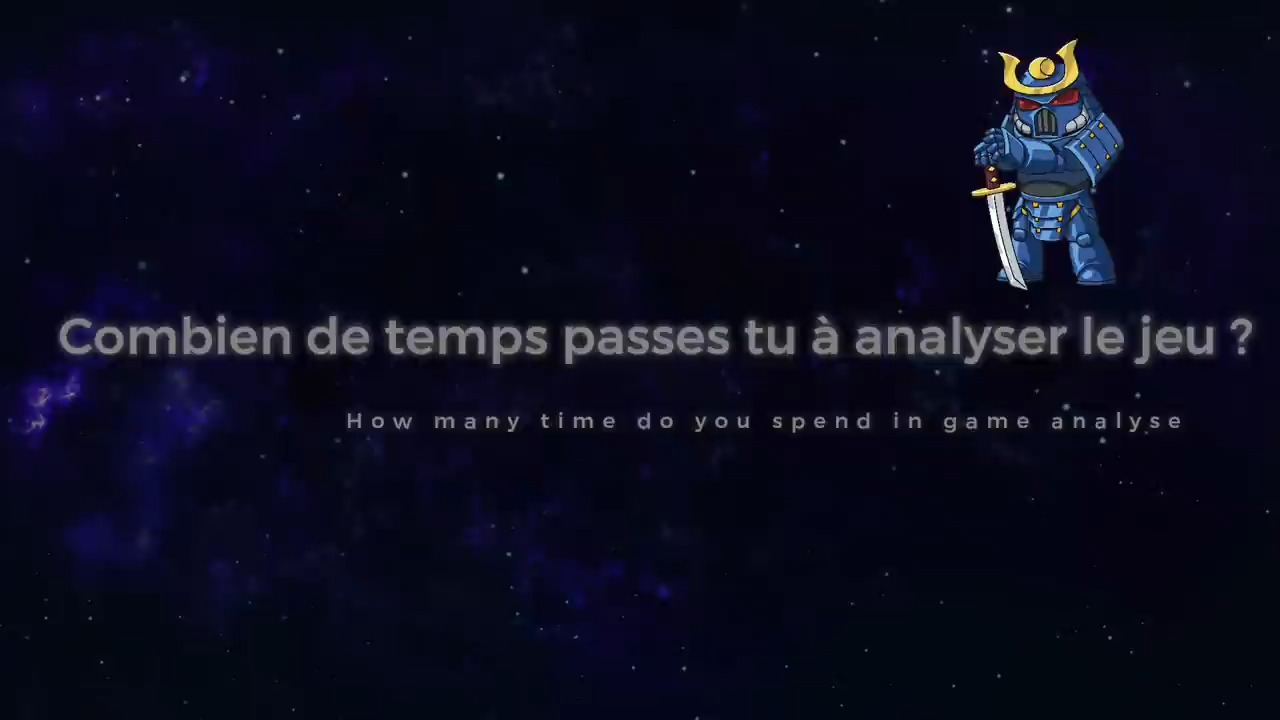 Combien de temps passes tu à analyser le jeu ?
How many time do you spend in game analyse